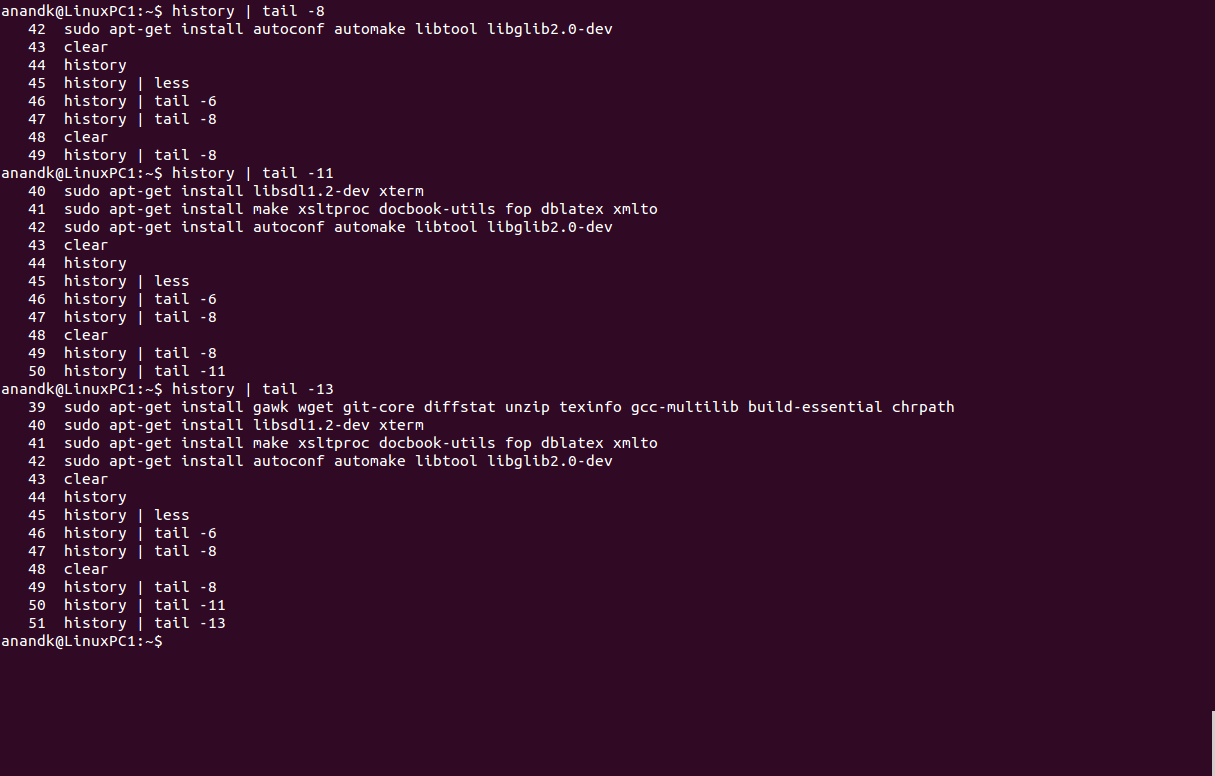 anandk@LinuxPC1:~$ history | tail -8
   42  sudo apt-get install autoconf automake libtool libglib2.0-dev
   43  clear
   44  history
   45  history | less
   46  history | tail -6
   47  history | tail -8
   48  clear
   49  history | tail -8
anandk@LinuxPC1:~$ history | tail -11
   40  sudo apt-get install libsdl1.2-dev xterm
   41  sudo apt-get install make xsltproc docbook-utils fop dblatex xmlto
   42  sudo apt-get install autoconf automake libtool libglib2.0-dev
   43  clear
   44  history
   45  history | less
   46  history | tail -6
   47  history | tail -8
   48  clear
   49  history | tail -8
   50  history | tail -11
anandk@LinuxPC1:~$ history | tail -13
   39  sudo apt-get install gawk wget git-core diffstat unzip texinfo gcc-multilib build-essential chrpath
   40  sudo apt-get install libsdl1.2-dev xterm
   41  sudo apt-get install make xsltproc docbook-utils fop dblatex xmlto
   42  sudo apt-get install autoconf automake libtool libglib2.0-dev
   43  clear
   44  history
   45  history | less
   46  history | tail -6
   47  history | tail -8
   48  clear
   49  history | tail -8
   50  history | tail -11
   51  history | tail -13
anandk@LinuxPC1:~$